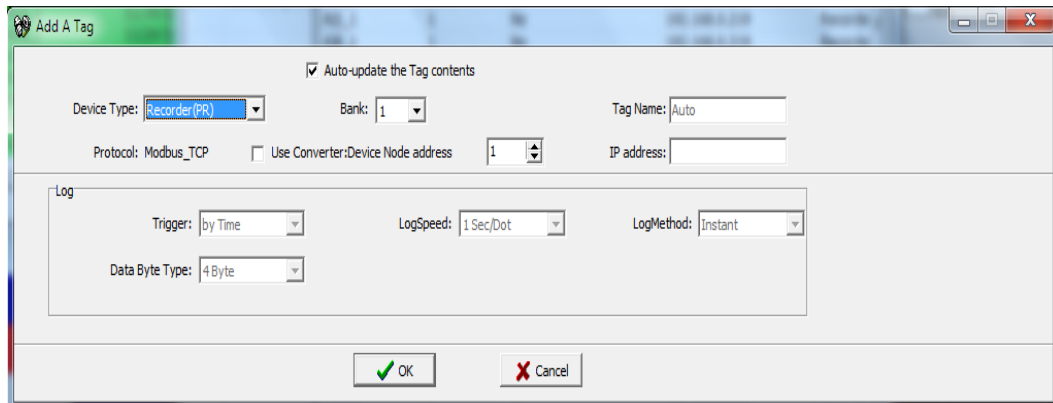 Add A Tag
Auto-update the Tag contents
Device Type: Recorder(PR) Bank: 1 Tag Name: Auto
Protocol: Modbus_TCP Use Converter:Device Node address 1 IP address:
Log
Trigger: by Time LogSpeed: 1 Sec/Dot LogMethod: Instant
Data Byte Type: 4 Byte
OK Cancel